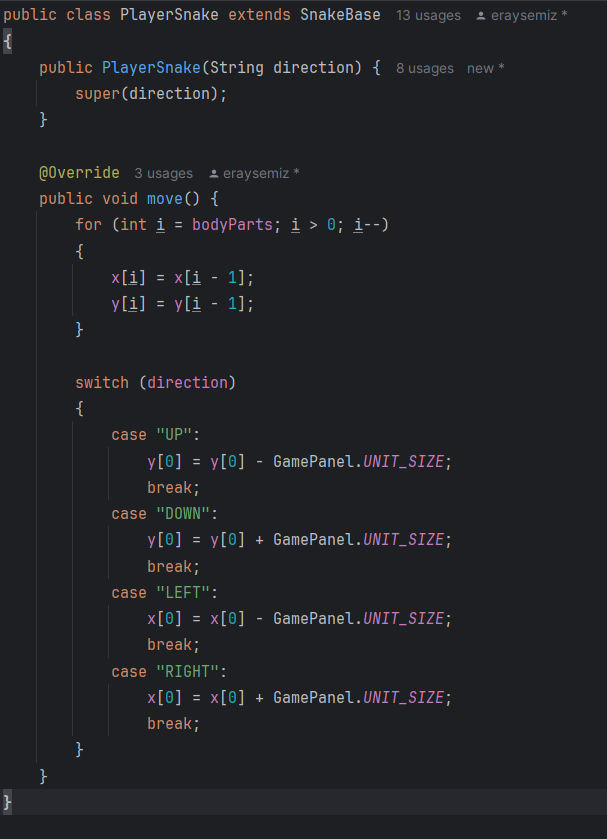 public class PlayerSnake extends SnakeBase 13 usages eraysemiz *
{
    public PlayerSnake(String direction) { 8 usages new *
        super(direction);
    }

    @Override 3 usages eraysemiz *
    public void move() {
        for (int i = bodyParts; i > 0; i--)
        {
            x[i] = x[i - 1];
            y[i] = y[i - 1];
        }

        switch (direction)
        {
            case "UP":
                y[0] = y[0] - GamePanel.UNIT_SIZE;
                break;
            case "DOWN":
                y[0] = y[0] + GamePanel.UNIT_SIZE;
                break;
            case "LEFT":
                x[0] = x[0] - GamePanel.UNIT_SIZE;
                break;
            case "RIGHT":
                x[0] = x[0] + GamePanel.UNIT_SIZE;
                break;
        }
    }
}